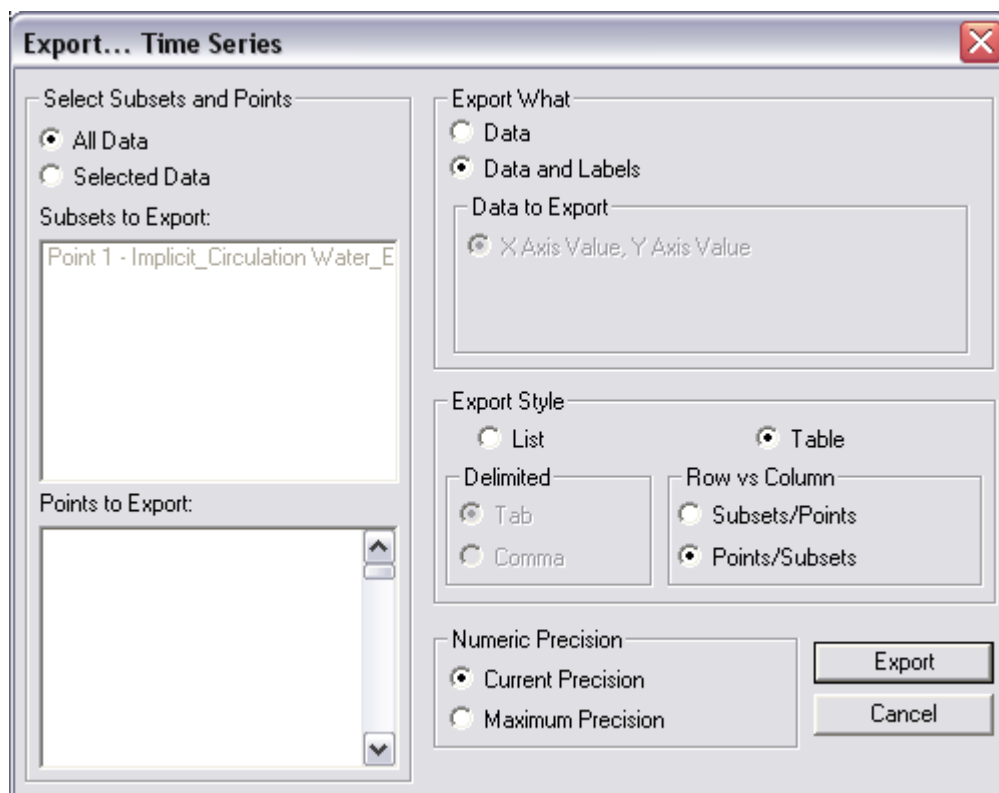 Export... Time Series
Select Subsets and Points
All Data
Selected Data
Subsets to Export:
Point 1 - Implicit_Circulation Water_E
Points to Export:
Export What
Data
Data and Labels
Data to Export
X Axis Value, Y Axis Value
Export Style
List
Table
Delimited
Tab
Comma
Row vs Column
Subsets/Points
Points/Subsets
Numeric Precision
Current Precision
Maximum Precision
Export
Cancel